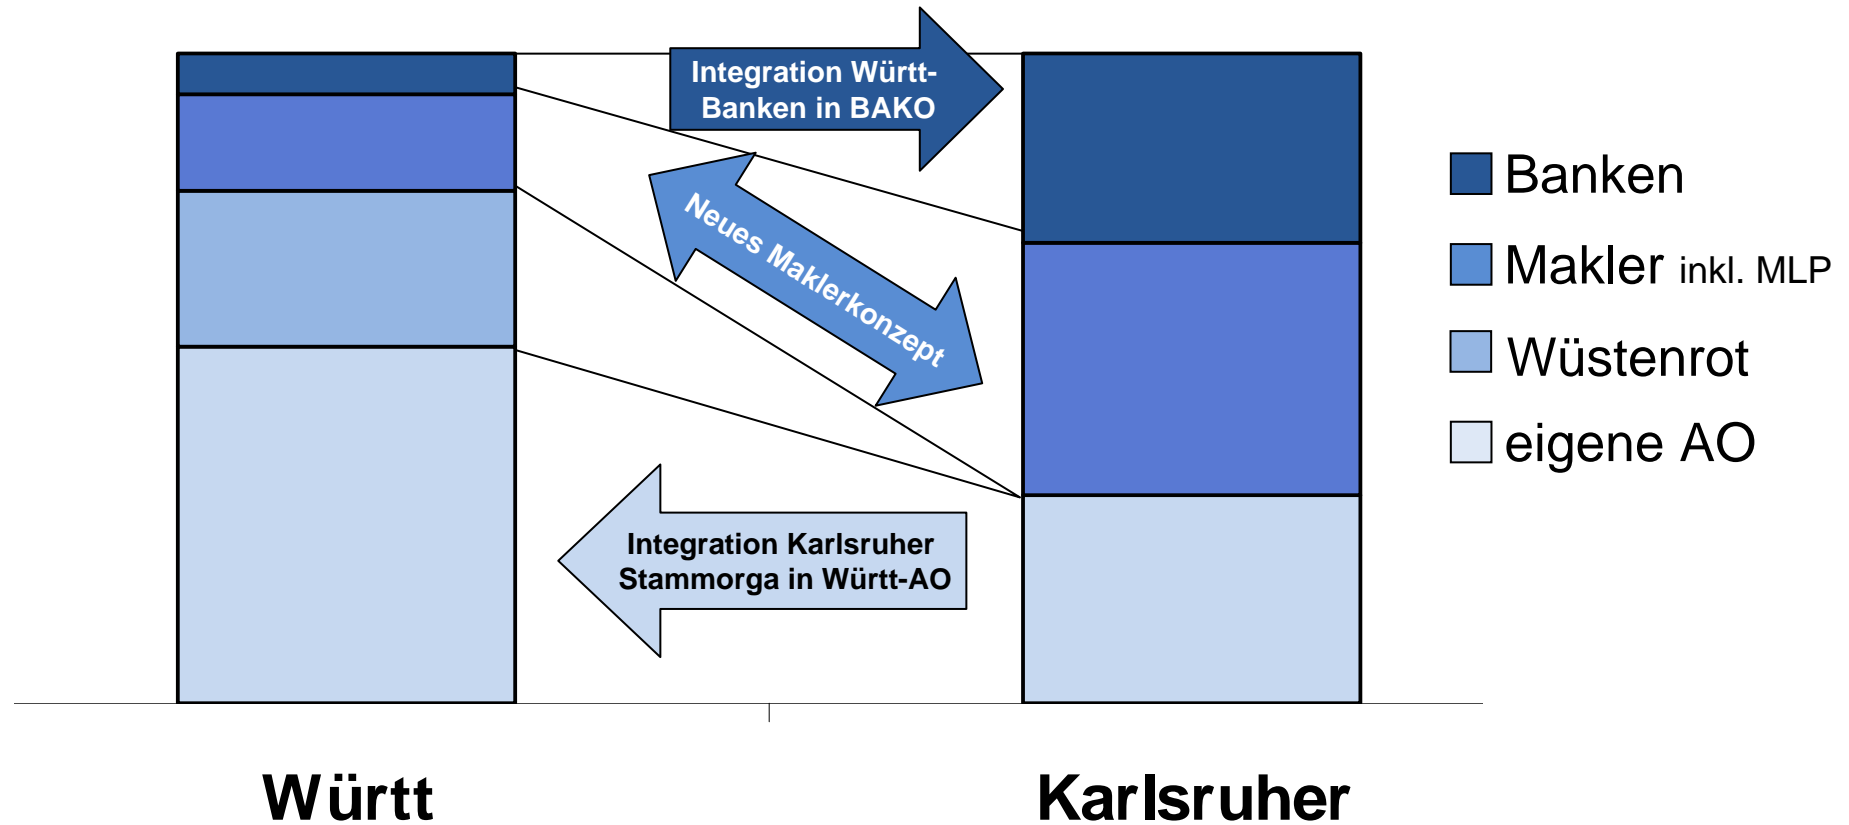 Integration Württ-
Banken in BAKO
Neues Maklerkonzept
Integration Karlsruher
Stammorga in Württ-AO
Banken
Makler inkl. MLP
Wüstenrot
eigene AO
Württ
Karlsruher